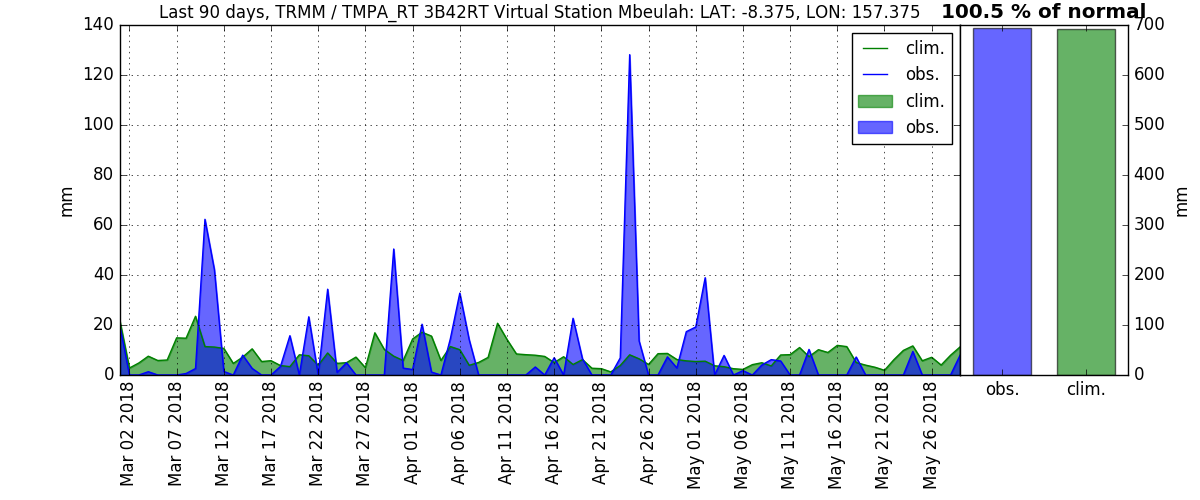 Last 90 days, TRMM / TMPA_RT 3B42RT Virtual Station Mbeulah: LAT: -8.375, LON: 157.375
100.5 % of normal
140
120
100
80
60
40
20
0
mm
clim.
obs.
clim.
obs.
700
600
500
400
300
200
100
0
mm
obs.
clim.
Mar 02 2018
Mar 07 2018
Mar 12 2018
Mar 17 2018
Mar 22 2018
Mar 27 2018
Apr 01 2018
Apr 06 2018
Apr 11 2018
Apr 16 2018
Apr 21 2018
Apr 26 2018
May 01 2018
May 06 2018
May 11 2018
May 16 2018
May 21 2018
May 26 2018